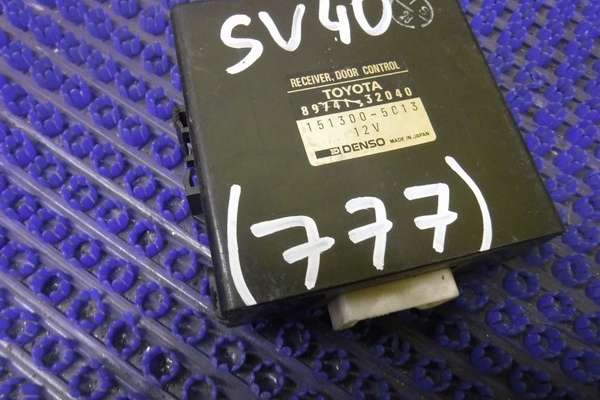 SV40
RECEIVER, DOOR CONTROL
TOYOTA
89741-32040
151300-5013
12V
DENSO MADE IN JAPAN
(777)